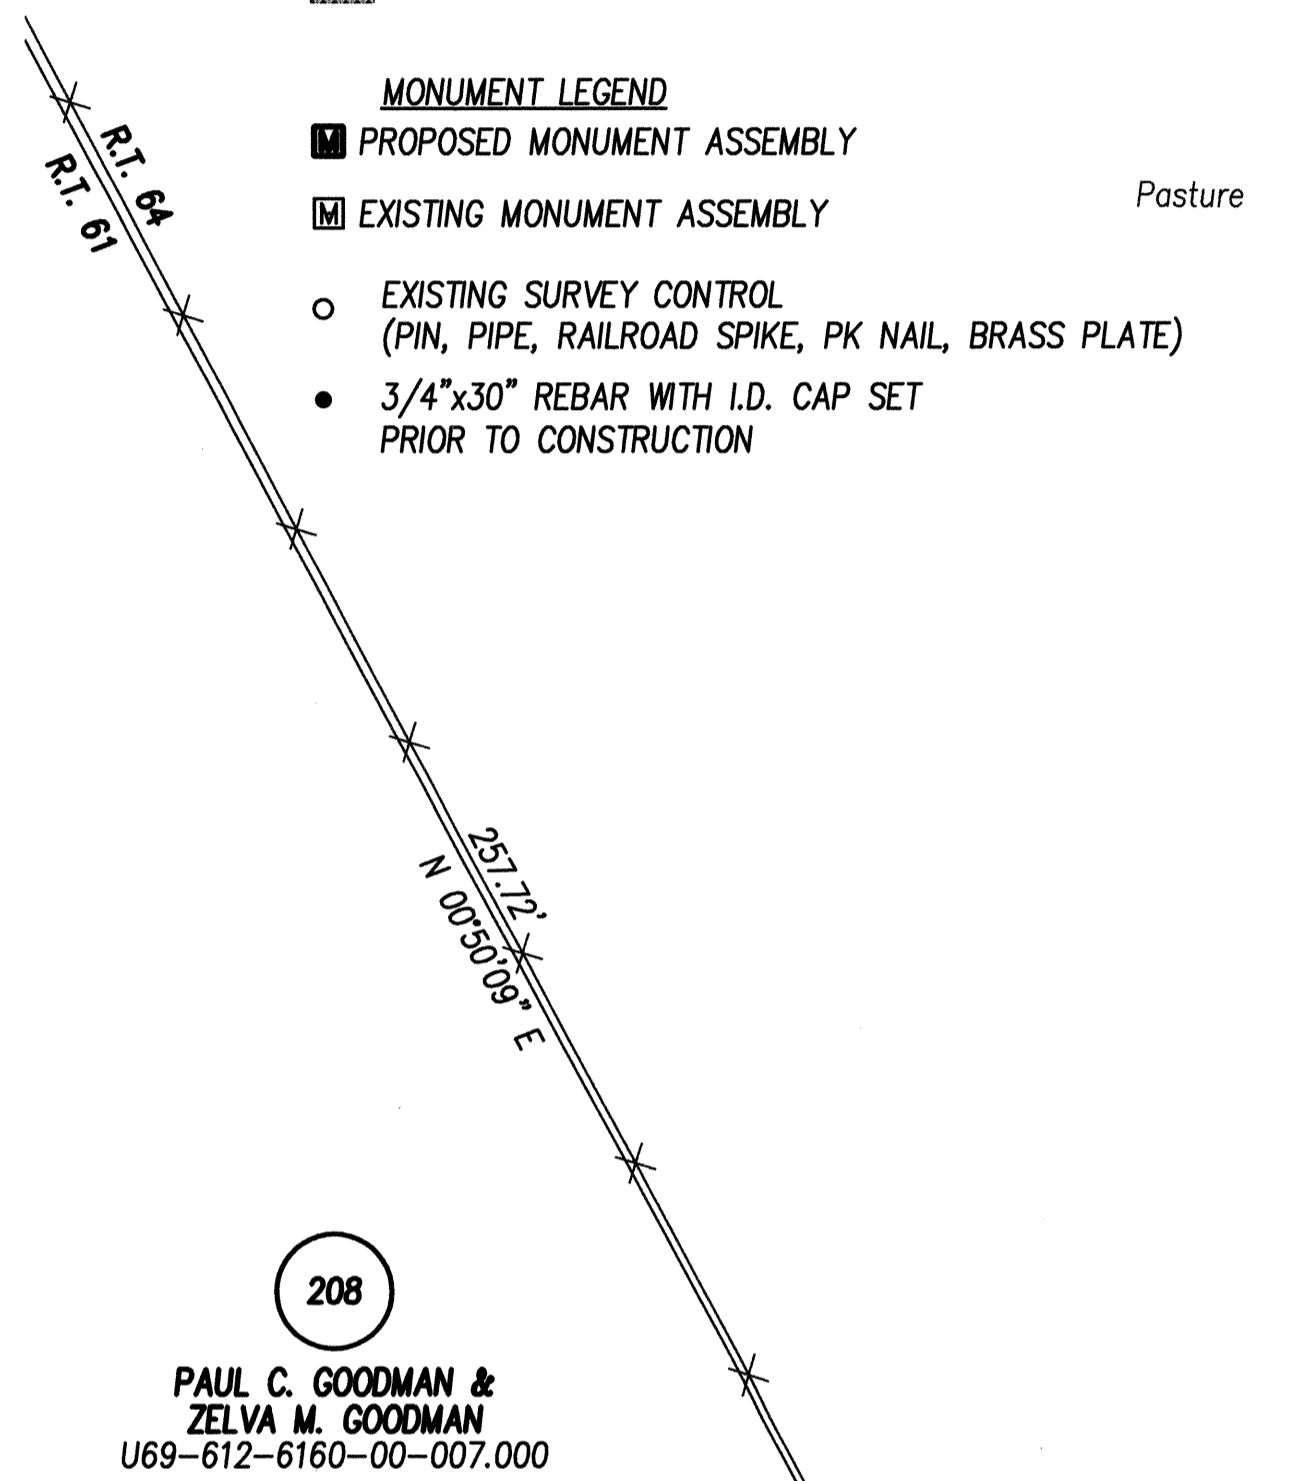 MONUMENT LEGEND
M PROPOSED MONUMENT ASSEMBLY
M EXISTING MONUMENT ASSEMBLY
EXISTING SURVEY CONTROL
(PIN, PIPE, RAILROAD SPIKE, PK NAIL, BRASS PLATE)
3/4"x30" REBAR WITH I.D. CAP SET
PRIOR TO CONSTRUCTION
Pasture
R.T. 64
R.T. 61
257.72'
N 00°50'09" E
208
PAUL C. GOODMAN &
ZELVA M. GOODMAN
U69-612-6160-00-007.000